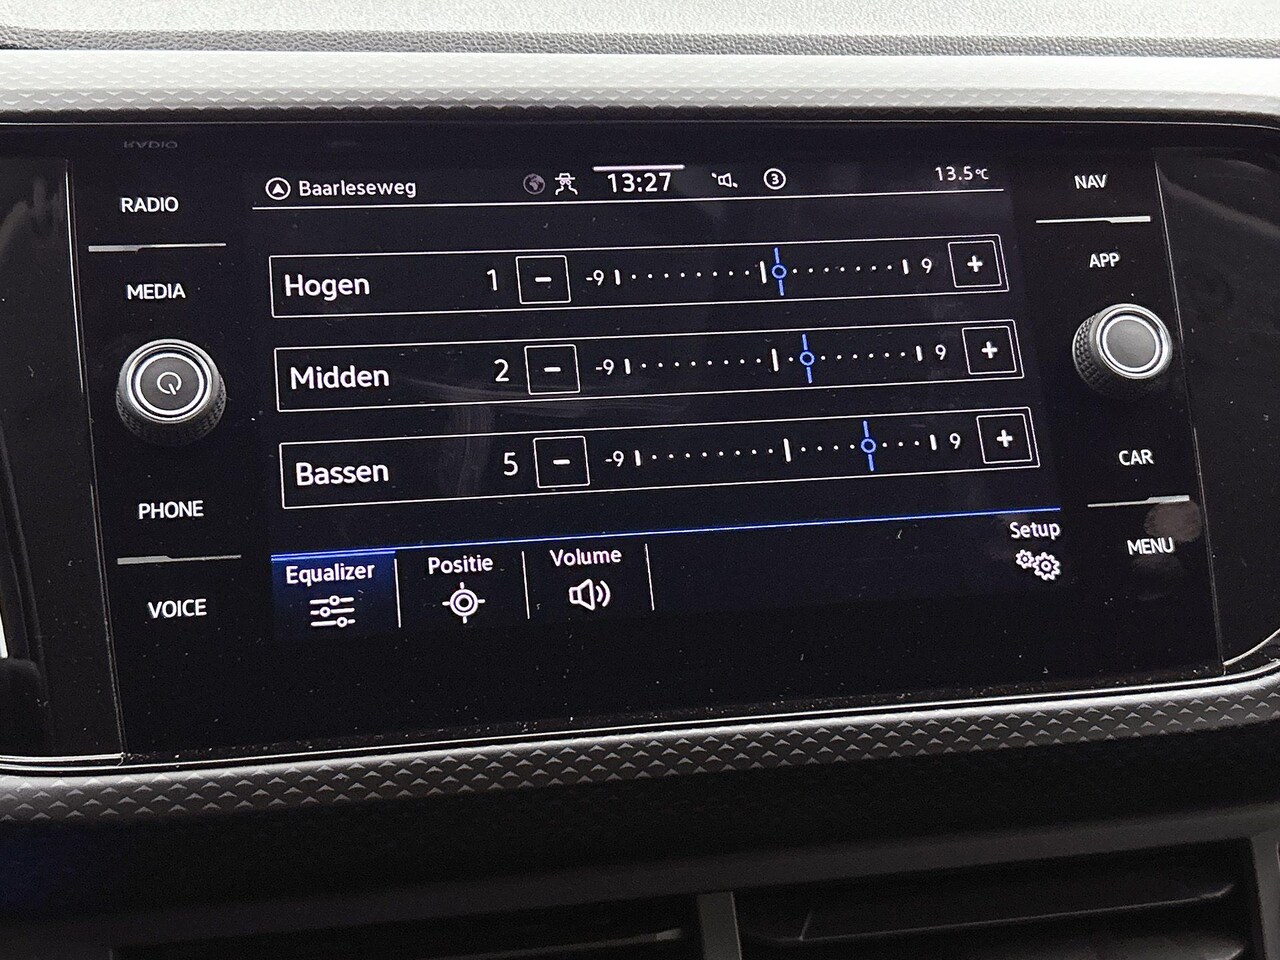 RADIO
MEDIA
PHONE
VOICE
Baarleseweg 13:27 3 13.5°C
Hogen 1 - -9 9 +
Midden 2 - -9 9 +
Bassen 5 - -9 9 +
Equalizer Positie Volume Setup
NAV
APP
CAR
MENU